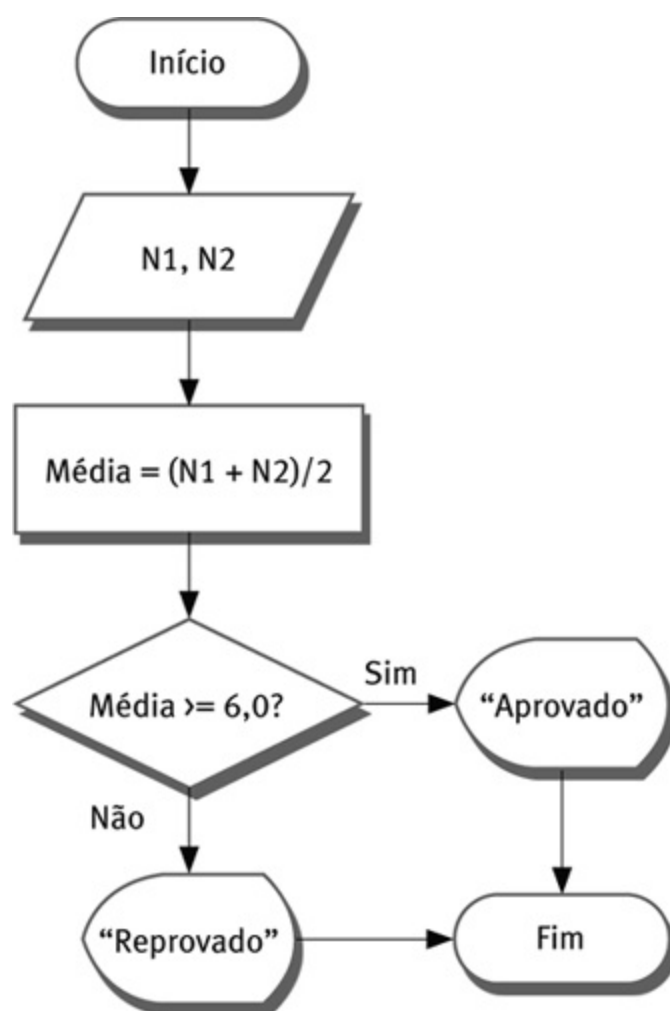 Início
N1, N2
Média = (N1 + N2)/2
Média >= 6,0?
Sim
“Aprovado”
Não
“Reprovado”
Fim